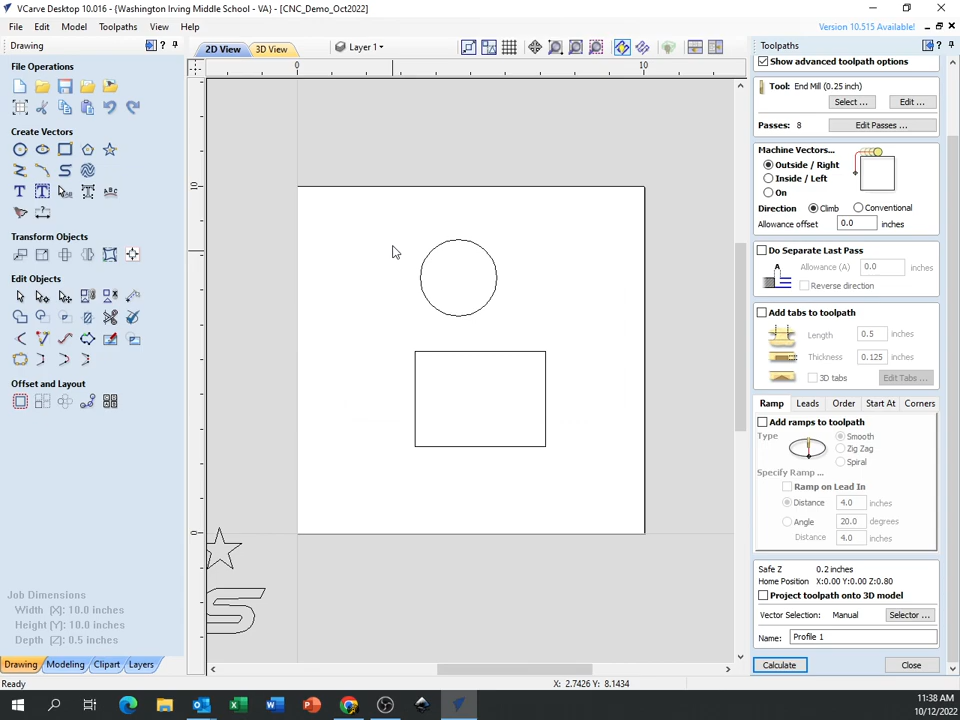 VCarve Desktop 10.016 - {Washington Irving Middle School - VA} - [CNC_Demo_Oct2022]
File Edit Model Toolpaths View Help
Version 10.515 Available!
Drawing
2D View 3D View Layer 1
Toolpaths
File Operations
Create Vectors
Transform Objects
Edit Objects
Offset and Layout
Job Dimensions
Width [X]: 10.0 inches
Height [Y]: 10.0 inches
Depth [Z]: 0.5 inches
Drawing Modeling Clipart Layers
Ready
0 10
10
0
S
X: 2.7426 Y: 8.1434
Show advanced toolpath options
Tool: End Mill (0.25 inch)
Select ... Edit ...
Passes: 8 Edit Passes ...
Machine Vectors...
Outside / Right
Inside / Left
On
Direction Climb Conventional
Allowance offset 0.0 inches
Do Separate Last Pass
Allowance (A) 0.0 inches
Reverse direction
Add tabs to toolpath
Length 0.5 inches
Thickness 0.125 inches
3D tabs Edit Tabs ...
Ramp Leads Order Start At Corners
Add ramps to toolpath
Type Smooth
Zig Zag
Spiral
Specify Ramp ...
Ramp on Lead In
Distance 4.0 inches
Angle 20.0 degrees
Distance 4.0 inches
Safe Z 0.2 inches
Home Position X:0.00 Y:0.00 Z:0.80
Project toolpath onto 3D model
Vector Selection: Manual Selector ...
Name: Profile 1
Calculate Close
11:38 AM
10/12/2022